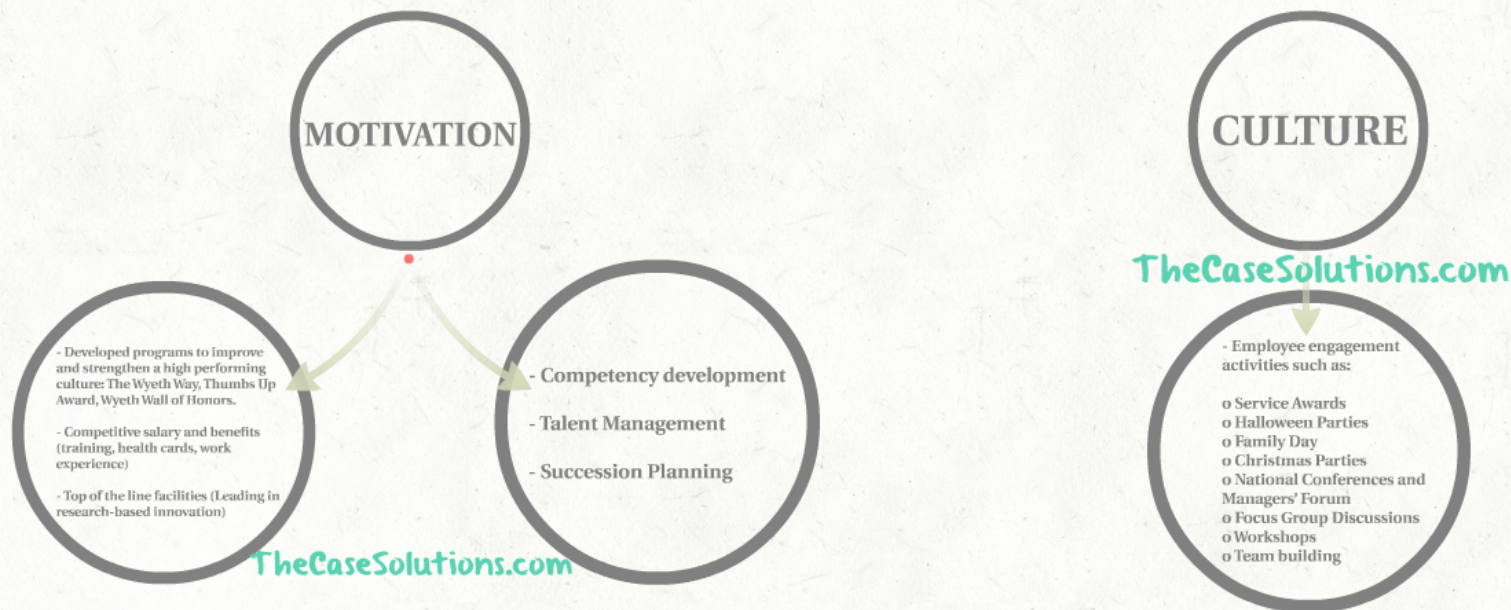 MOTIVATION
- Developed programs to improve
and strengthen a high performing
culture: The Wyeth Way, Thumbs Up
Award, Wyeth Wall of Honors.
- Competitive salary and benefits
(training, health cards, work
experience)
- Top of the line facilities (Leading in
research-based innovation)
- Competency development
- Talent Management
- Succession Planning
TheCaseSolutions.com
CULTURE
TheCaseSolutions.com
- Employee engagement
activities such as:
o Service Awards
o Halloween Parties
o Family Day
o Christmas Parties
o National Conferences and
Managers' Forum
o Focus Group Discussions
o Workshops
o Team building